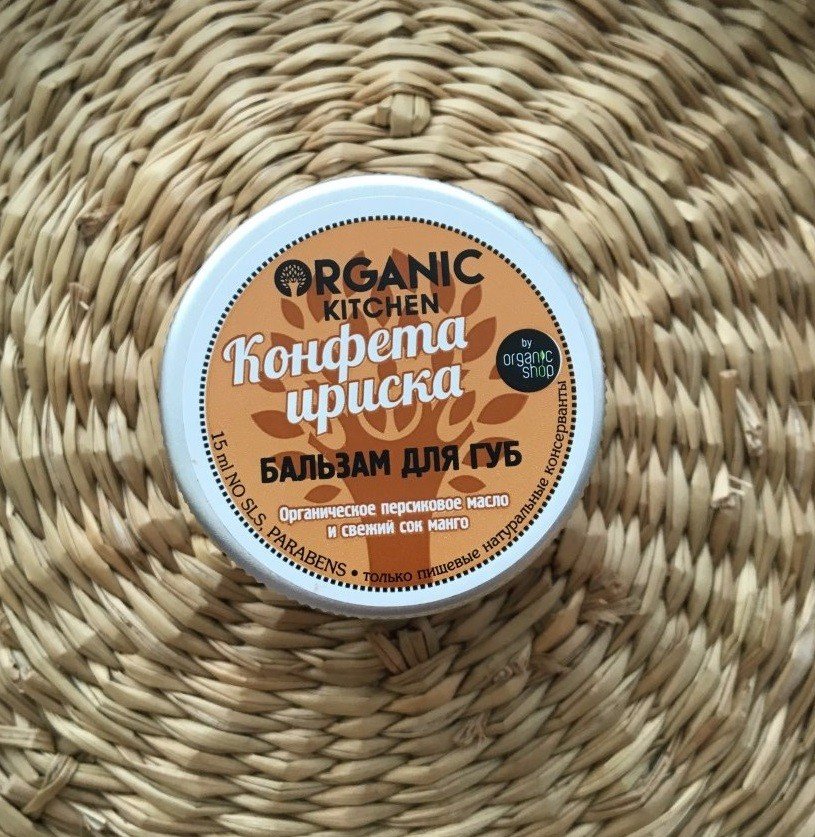 ORGANIC
KITCHEN
Конфета
ириска
by
organic
shop
БАЛЬЗАМ ДЛЯ ГУБ
Органическое персиковое масло
и свежий сок манго
15 ml NO SLS, PARABENS • только пищевые натуральные консерванты